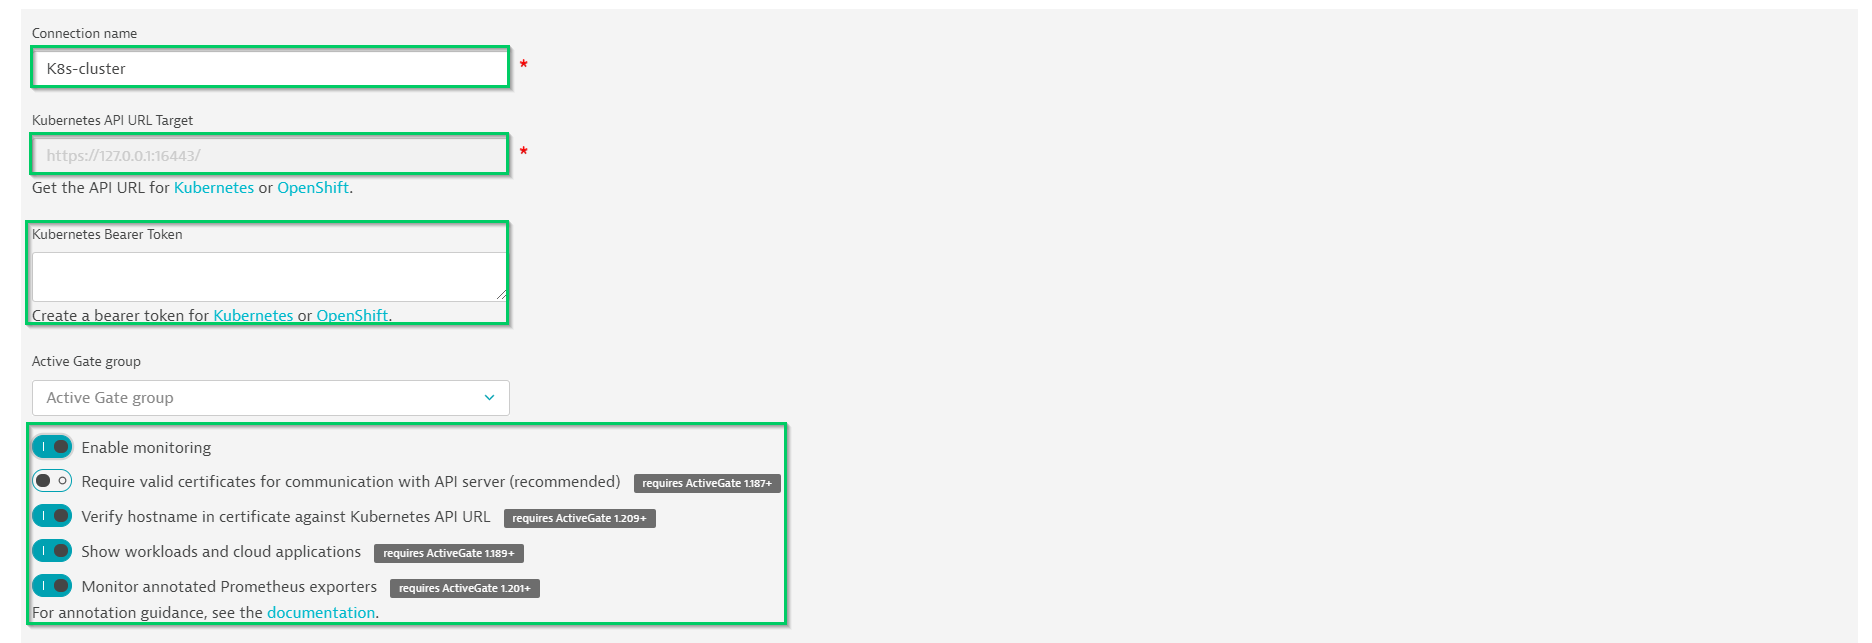 Connection name
K8s-cluster *
Kubernetes API URL Target
https://127.0.0.1:16443/ *
Get the API URL for Kubernetes or OpenShift.
Kubernetes Bearer Token
Create a bearer token for Kubernetes or OpenShift.
Active Gate group
Active Gate group
Enable monitoring
Require valid certificates for communication with API server (recommended) requires ActiveGate 1.187+
Verify hostname in certificate against Kubernetes API URL requires ActiveGate 1.209+
Show workloads and cloud applications requires ActiveGate 1.189+
Monitor annotated Prometheus exporters requires ActiveGate 1.201+
For annotation guidance, see the documentation.